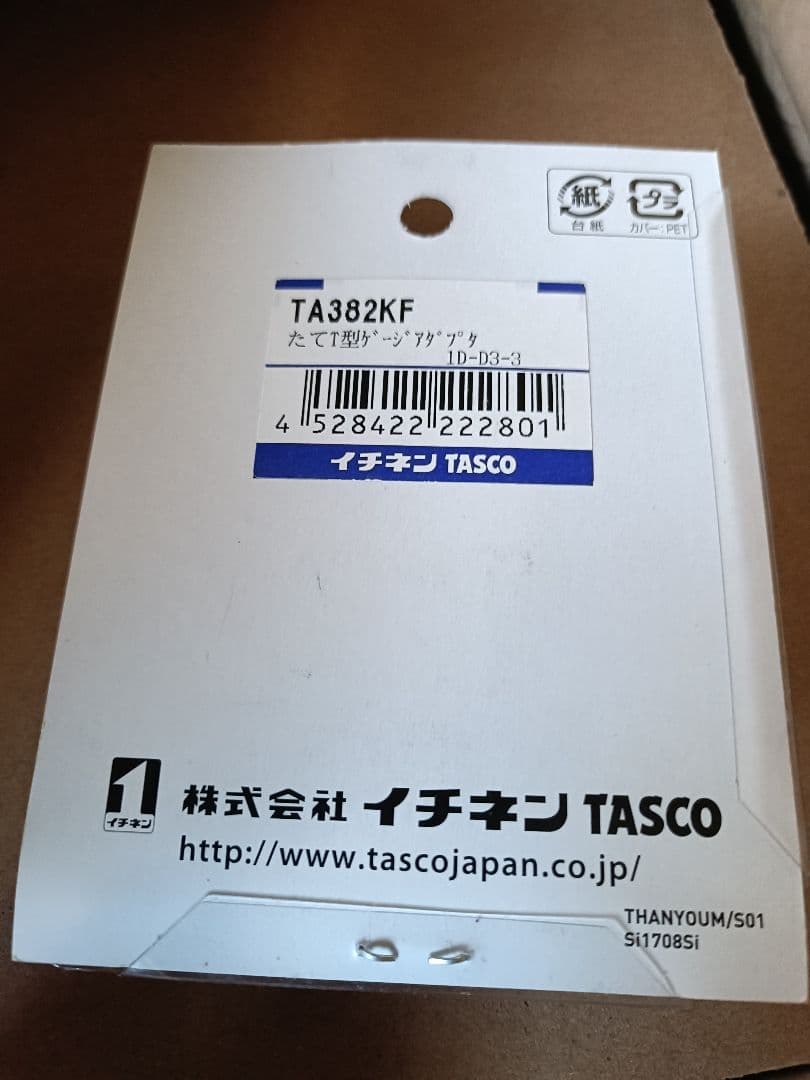 紙
プラ
台紙
カバー:PET
TA382KF
たてT型ｹﾞｰｼﾞｱﾀﾞﾌﾟﾀ
1D-D3-3
4 528422 222801
イチネン TASCO
イチネン
株式会社 イチネン TASCO
http://www.tascojapan.co.jp/
THANYOUM/S01
Si1708Si